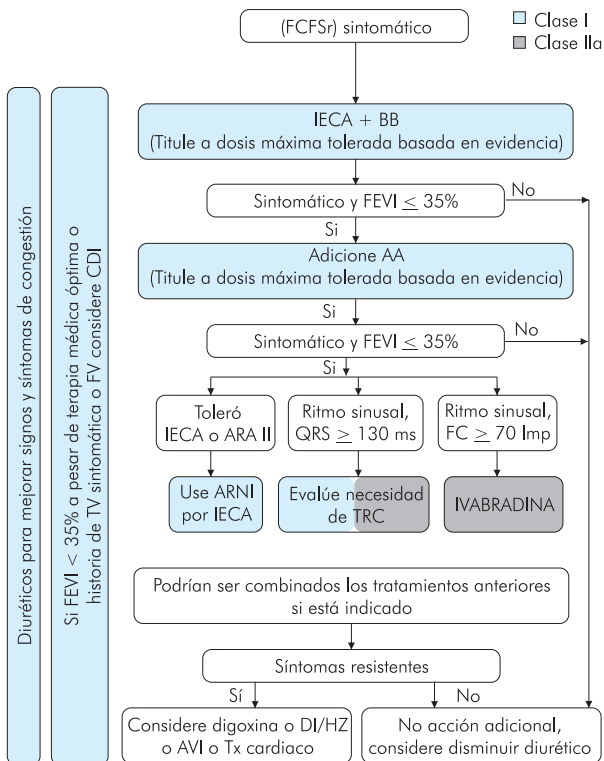 (FCFSr) sintomático
Clase I
Clase IIa
Diuréticos para mejorar signos y síntomas de congestión
Si FEVI < 35% a pesar de terapia médica óptima o
historia de TV sintomática o FV considere CDI
IECA + BB
(Titule a dosis máxima tolerada basada en evidencia)
Sintomático y FEVI ≤ 35%
No
Si
Adicione AA
(Titule a dosis máxima tolerada basada en evidencia)
Si
Sintomático y FEVI ≤ 35%
No
Si
Toleró
IECA o ARA II
Ritmo sinusal,
QRS ≥ 130 ms
Ritmo sinusal,
FC ≥ 70 lmp
Use ARNI
por IECA
Evalúe necesidad
de TRC
IVABRADINA
Podrían ser combinados los tratamientos anteriores
si está indicado
Síntomas resistentes
Sí
No
Considere digoxina o DI/HZ
o AVI o Tx cardiaco
No acción adicional,
considere disminuir diurético